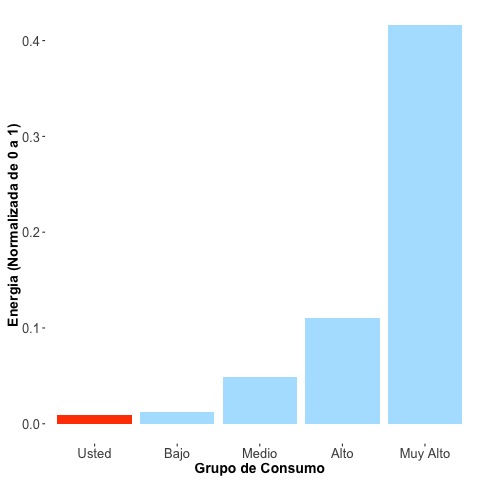 Energia (Normalizada de 0 a 1)
0.4
0.3
0.2
0.1
0.0
Usted Bajo Medio Alto Muy Alto
Grupo de Consumo